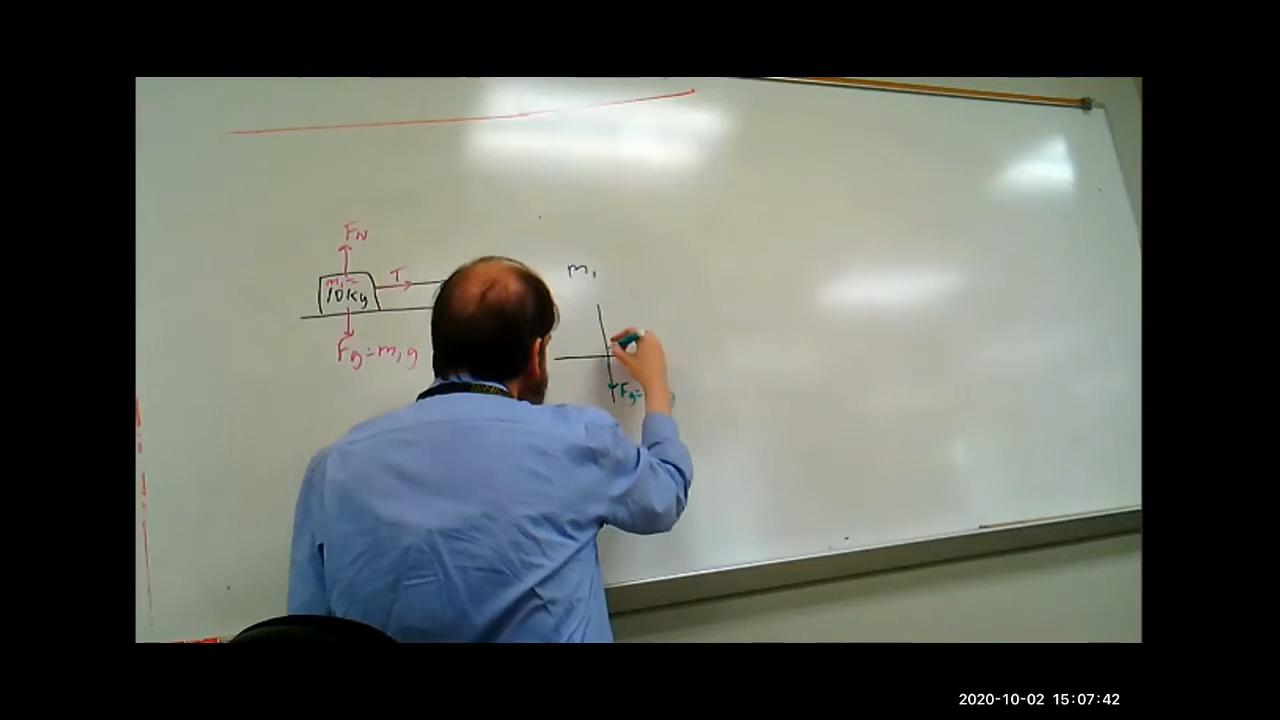 FN
m₁=
10Kg
T
Fg=m₁g
m₁
Fg=
2020-10-02 15:07:42